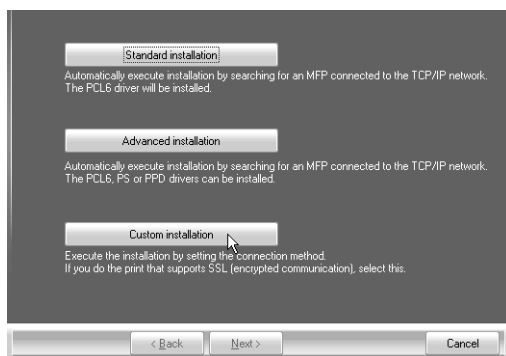 Standard installation
Automatically execute installation by searching for an MFP connected to the TCP/IP network.
The PCL6 driver will be installed.
Advanced installation
Automatically execute installation by searching for an MFP connected to the TCP/IP network.
The PCL6, PS or PPD drivers can be installed.
Custom installation
Execute the installation by setting the connection method.
If you do the print that supports SSL (encrypted communication), select this.
< Back Next > Cancel